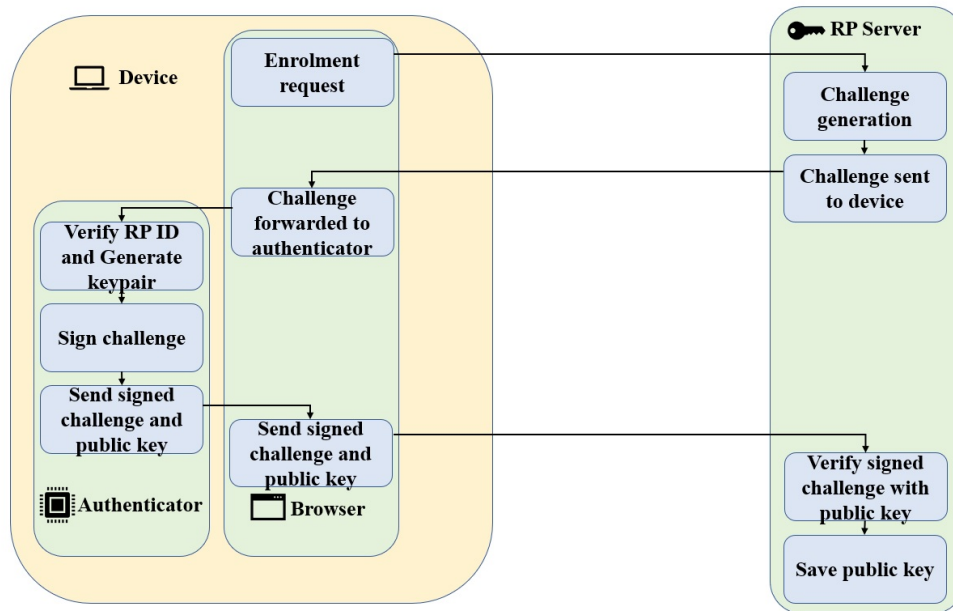 Device
Enrolment
request
RP Server
Challenge
generation
Challenge sent
to device
Challenge
forwarded to
authenticator
Verify RP ID
and Generate
keypair
Sign challenge
Send signed
challenge and
public key
Send signed
challenge and
public key
Authenticator
Browser
Verify signed
challenge with
public key
Save public key